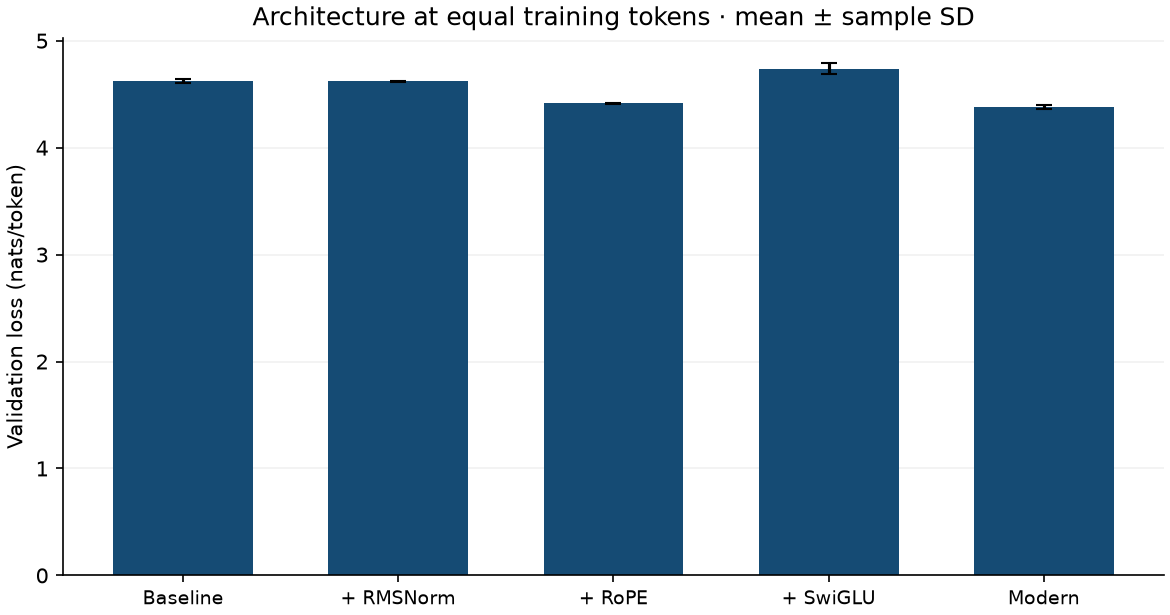 Architecture at equal training tokens · mean ± sample SD
Validation loss (nats/token)
5
4
3
2
1
0
Baseline
+ RMSNorm
+ RoPE
+ SwiGLU
Modern